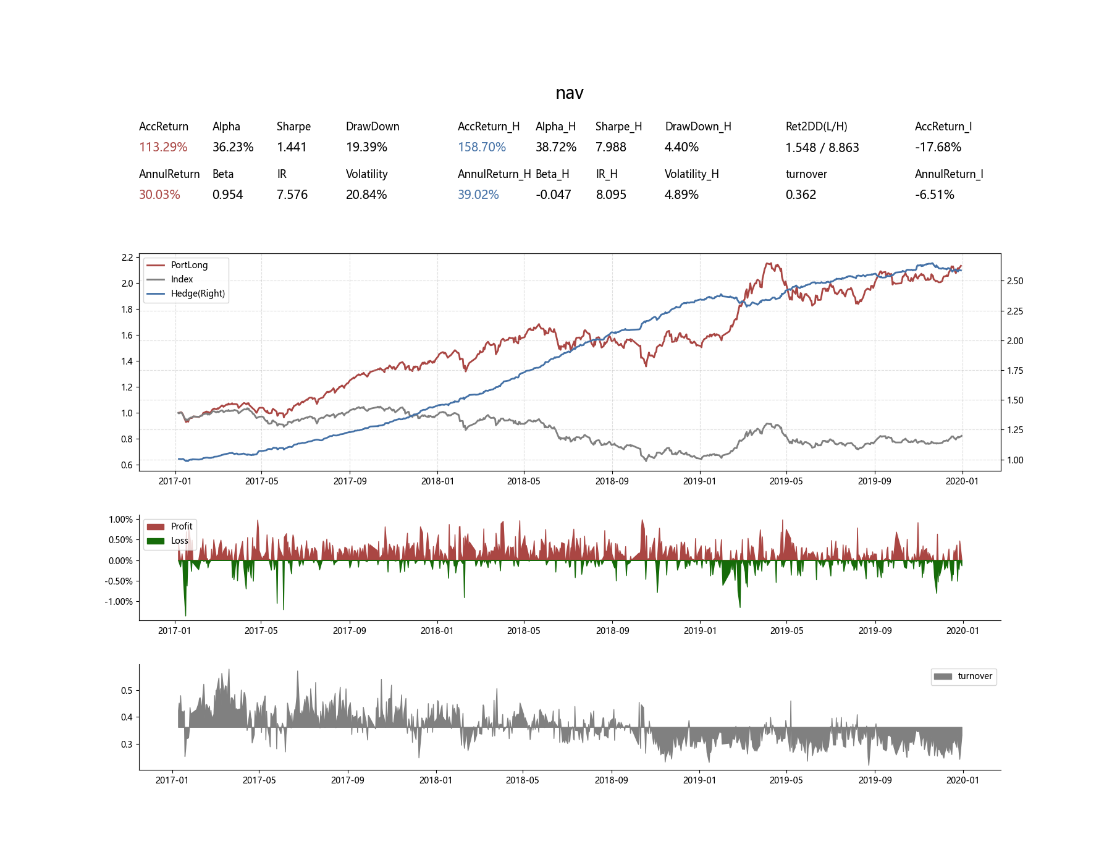 nav
AccReturn Alpha Sharpe DrawDown AccReturn_H Alpha_H Sharpe_H DrawDown_H Ret2DD(L/H) AccReturn_I
113.29% 36.23% 1.441 19.39% 158.70% 38.72% 7.988 4.40% 1.548 / 8.863 -17.68%
AnnulReturn Beta IR Volatility AnnulReturn_H Beta_H IR_H Volatility_H turnover AnnulReturn_I
30.03% 0.954 7.576 20.84% 39.02% -0.047 8.095 4.89% 0.362 -6.51%
PortLong
Index
Hedge(Right)
2.2
2.0
1.8
1.6
1.4
1.2
1.0
0.8
0.6
2.50
2.25
2.00
1.75
1.50
1.25
1.00
2017-01 2017-05 2017-09 2018-01 2018-05 2018-09 2019-01 2019-05 2019-09 2020-01
Profit
Loss
1.00%
0.50%
0.00%
-0.50%
-1.00%
2017-01 2017-05 2017-09 2018-01 2018-05 2018-09 2019-01 2019-05 2019-09 2020-01
turnover
0.5
0.4
0.3
2017-01 2017-05 2017-09 2018-01 2018-05 2018-09 2019-01 2019-05 2019-09 2020-01